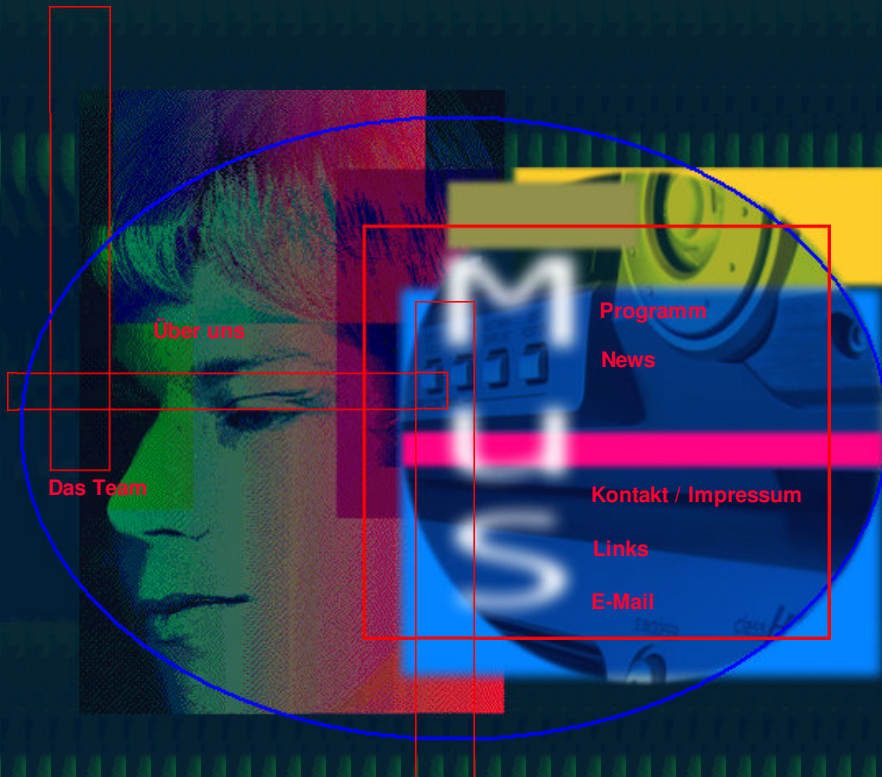 M
U
S
Programm
News
Über uns
Das Team
Kontakt / Impressum
Links
E-Mail